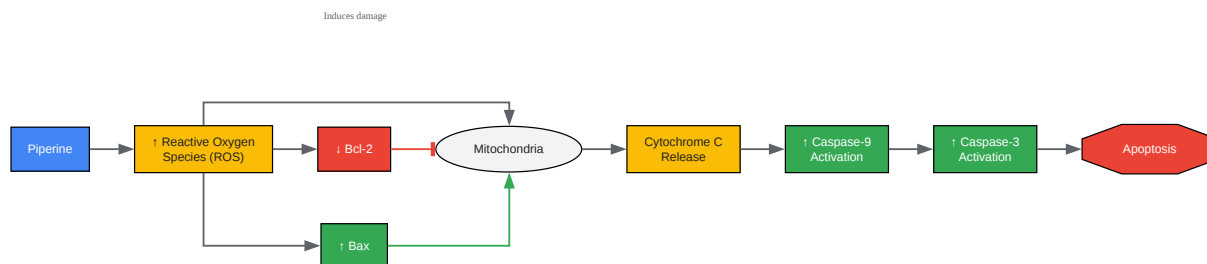 Induces damage
Piperine
↑ Reactive Oxygen
Species (ROS)
↓ Bcl-2
Mitochondria
Cytochrome C
Release
↑ Caspase-9
Activation
↑ Caspase-3
Activation
Apoptosis
↑ Bax